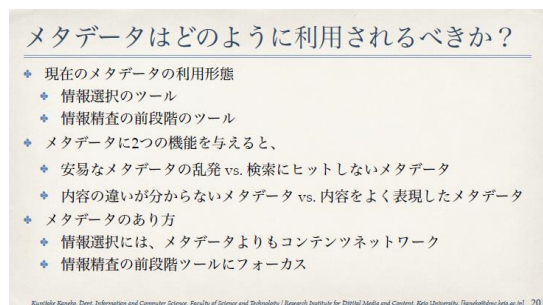 メタデータはどのように利用されるべきか？
現在のメタデータの利用形態
情報選択のツール
情報精査の前段階のツール
メタデータに2つの機能を与えると、
安易なメタデータの乱発 vs. 検索にヒットしないメタデータ
内容の違いが分からないメタデータ vs. 内容をよく表現したメタデータ
メタデータのあり方
情報選択には、メタデータよりもコンテンツネットワーク
情報精査の前段階ツールにフォーカス
Kunitake Kaneko, Dept. Information and Computer Science, Faculty of Science and Technology / Research Institute for Digital Media and Content, Keio University, 20